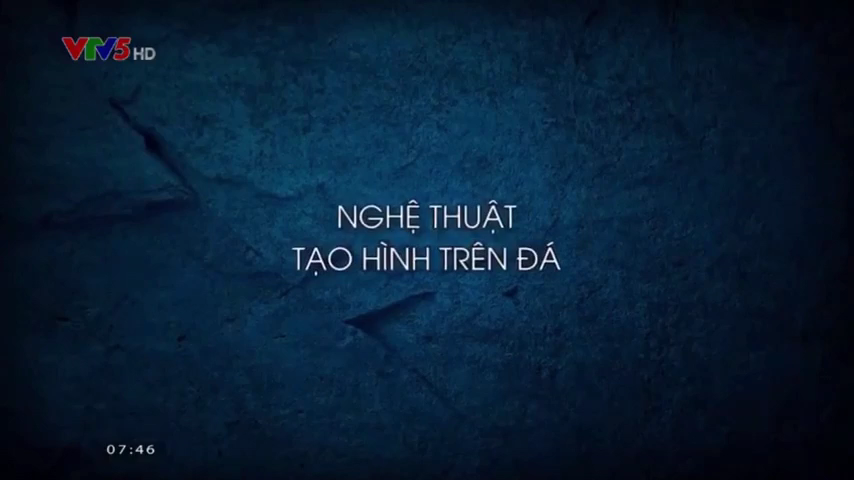 VTV5 HD
NGHỆ THUẬT
TẠO HÌNH TRÊN ĐÁ
07:46